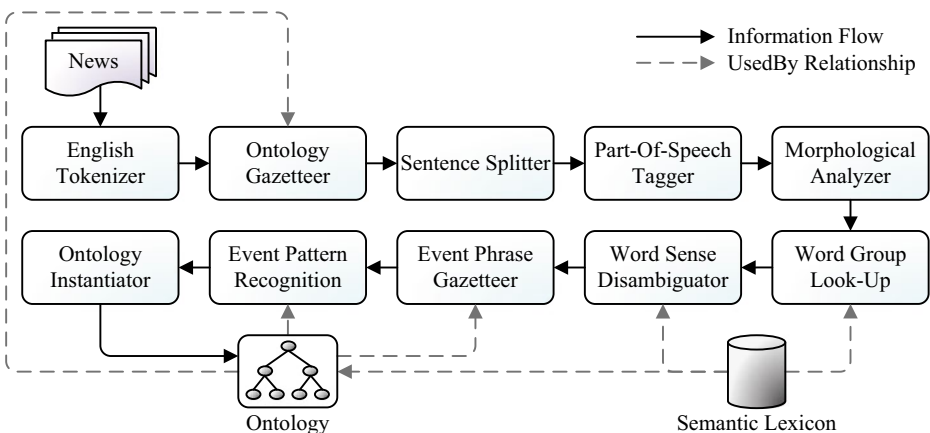 News
Information Flow
UsedBy Relationship
English
Tokenizer
Ontology
Gazetteer
Sentence Splitter
Part-Of-Speech
Tagger
Morphological
Analyzer
Ontology
Instantiator
Event Pattern
Recognition
Event Phrase
Gazetteer
Word Sense
Disambiguator
Word Group
Look-Up
Ontology
Semantic Lexicon